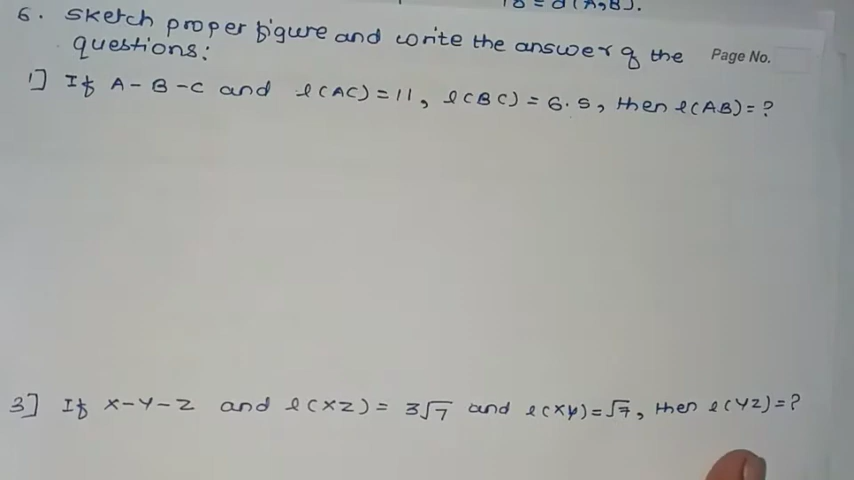 = d(A,B).
6. Sketch proper figure and write the answer of the
Page No.
questions:
1] If A-B-C and l(AC)=11, l(BC)=6.5, then l(AB)=?
3] If X-Y-Z and l(XZ)= 3√7 and l(XY)=√7, then l(YZ)=?